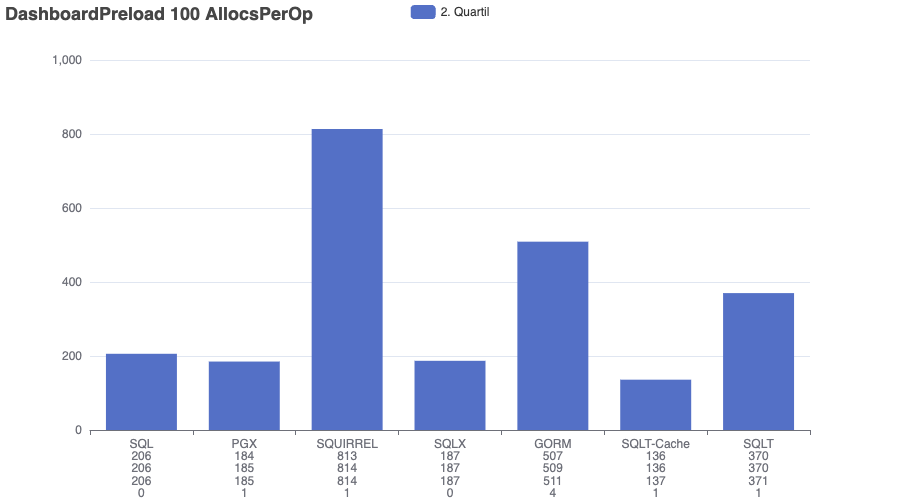 DashboardPreload 100 AllocsPerOp
2. Quartil
1,000
800
600
400
200
0
SQL PGX SQUIRREL SQLX GORM SQLT-Cache SQLT
206 184 813 187 507 136 370
206 185 814 187 509 136 370
206 185 814 187 511 137 371
0 1 1 0 4 1 1